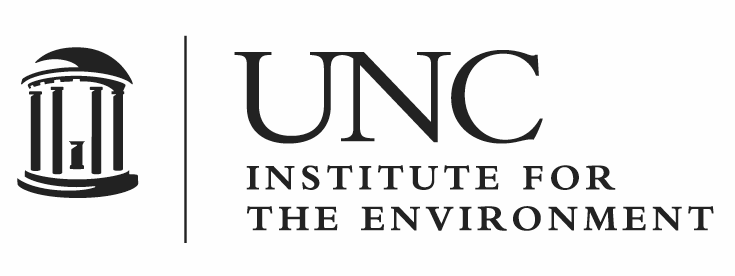 UNC
INSTITUTE FOR
THE ENVIRONMENT